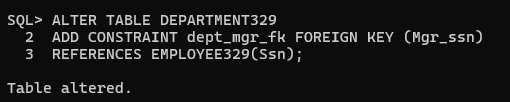 SQL> ALTER TABLE DEPARTMENT329
  2  ADD CONSTRAINT dept_mgr_fk FOREIGN KEY (Mgr_ssn)
  3  REFERENCES EMPLOYEE329(Ssn);
Table altered.